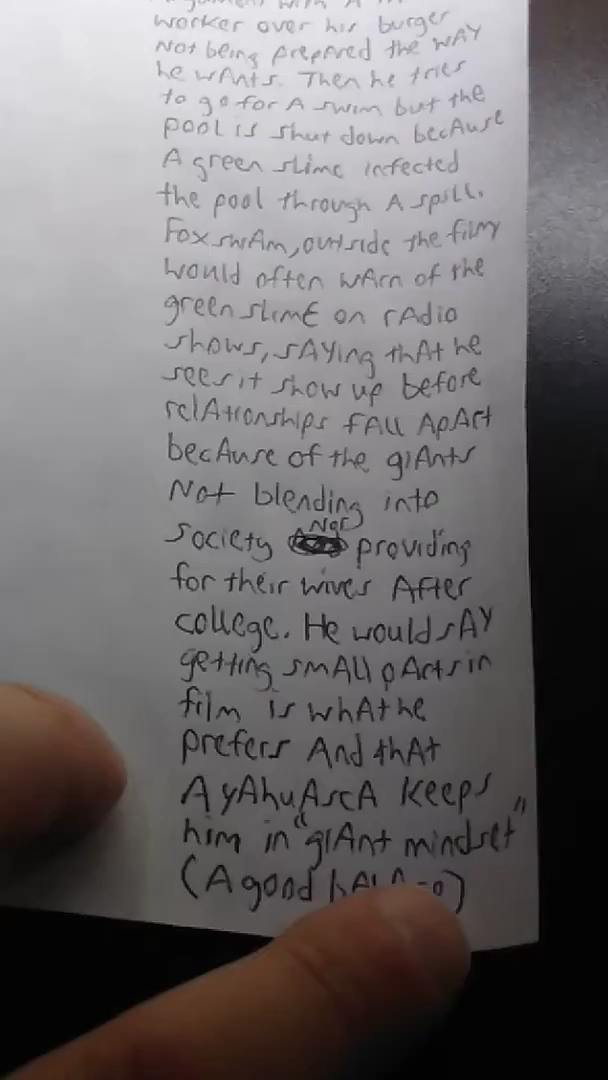 worker over his burger
Not being prepared the way
he wants. Then he tries
to go for A swim but the
pool is shut down because
A green slime infected
the pool through A spill.
Fox swam, outside the film,
would often warn of the
green slime on radio
shows, saying that he
sees it show up before
relationships fall apart
because of the giants
Not blending into
society Nor providing
for their wives After
college. He would say
getting small parts in
film is what he
prefers And that
Ayahuasca keeps
him in "giant mindset"
(A good